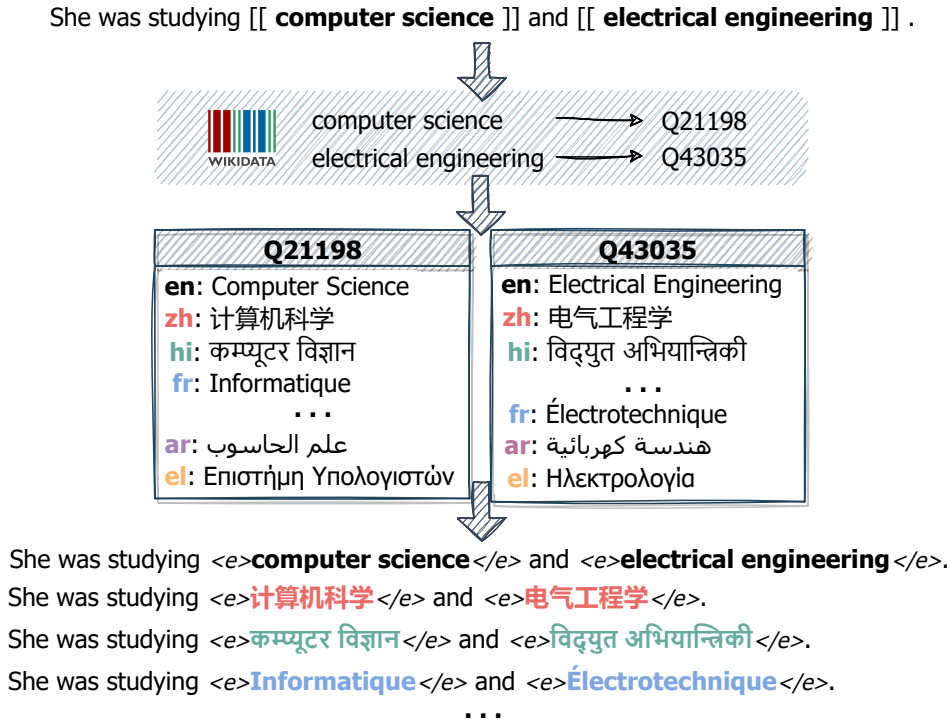 She was studying [[ computer science ]] and [[ electrical engineering ]] .
WIKIDATA
computer science Q21198
electrical engineering Q43035
Q21198
en: Computer Science
zh: 计算机科学
hi: कम्प्यूटर विज्ञान
fr: Informatique
...
ar: علم الحاسوب
el: Επιστήμη Υπολογιστών
Q43035
en: Electrical Engineering
zh: 电气工程学
hi: विद्युत अभियान्त्रिकी
...
fr: Électrotechnique
ar: هندسة كهربائية
el: Ηλεκτρολογία
She was studying <e>computer science</e> and <e>electrical engineering</e>.
She was studying <e>计算机科学</e> and <e>电气工程学</e>.
She was studying <e>कम्प्यूटर विज्ञान</e> and <e>विद्युत अभियान्त्रिकी</e>.
She was studying <e>Informatique</e> and <e>Électrotechnique</e>.
...